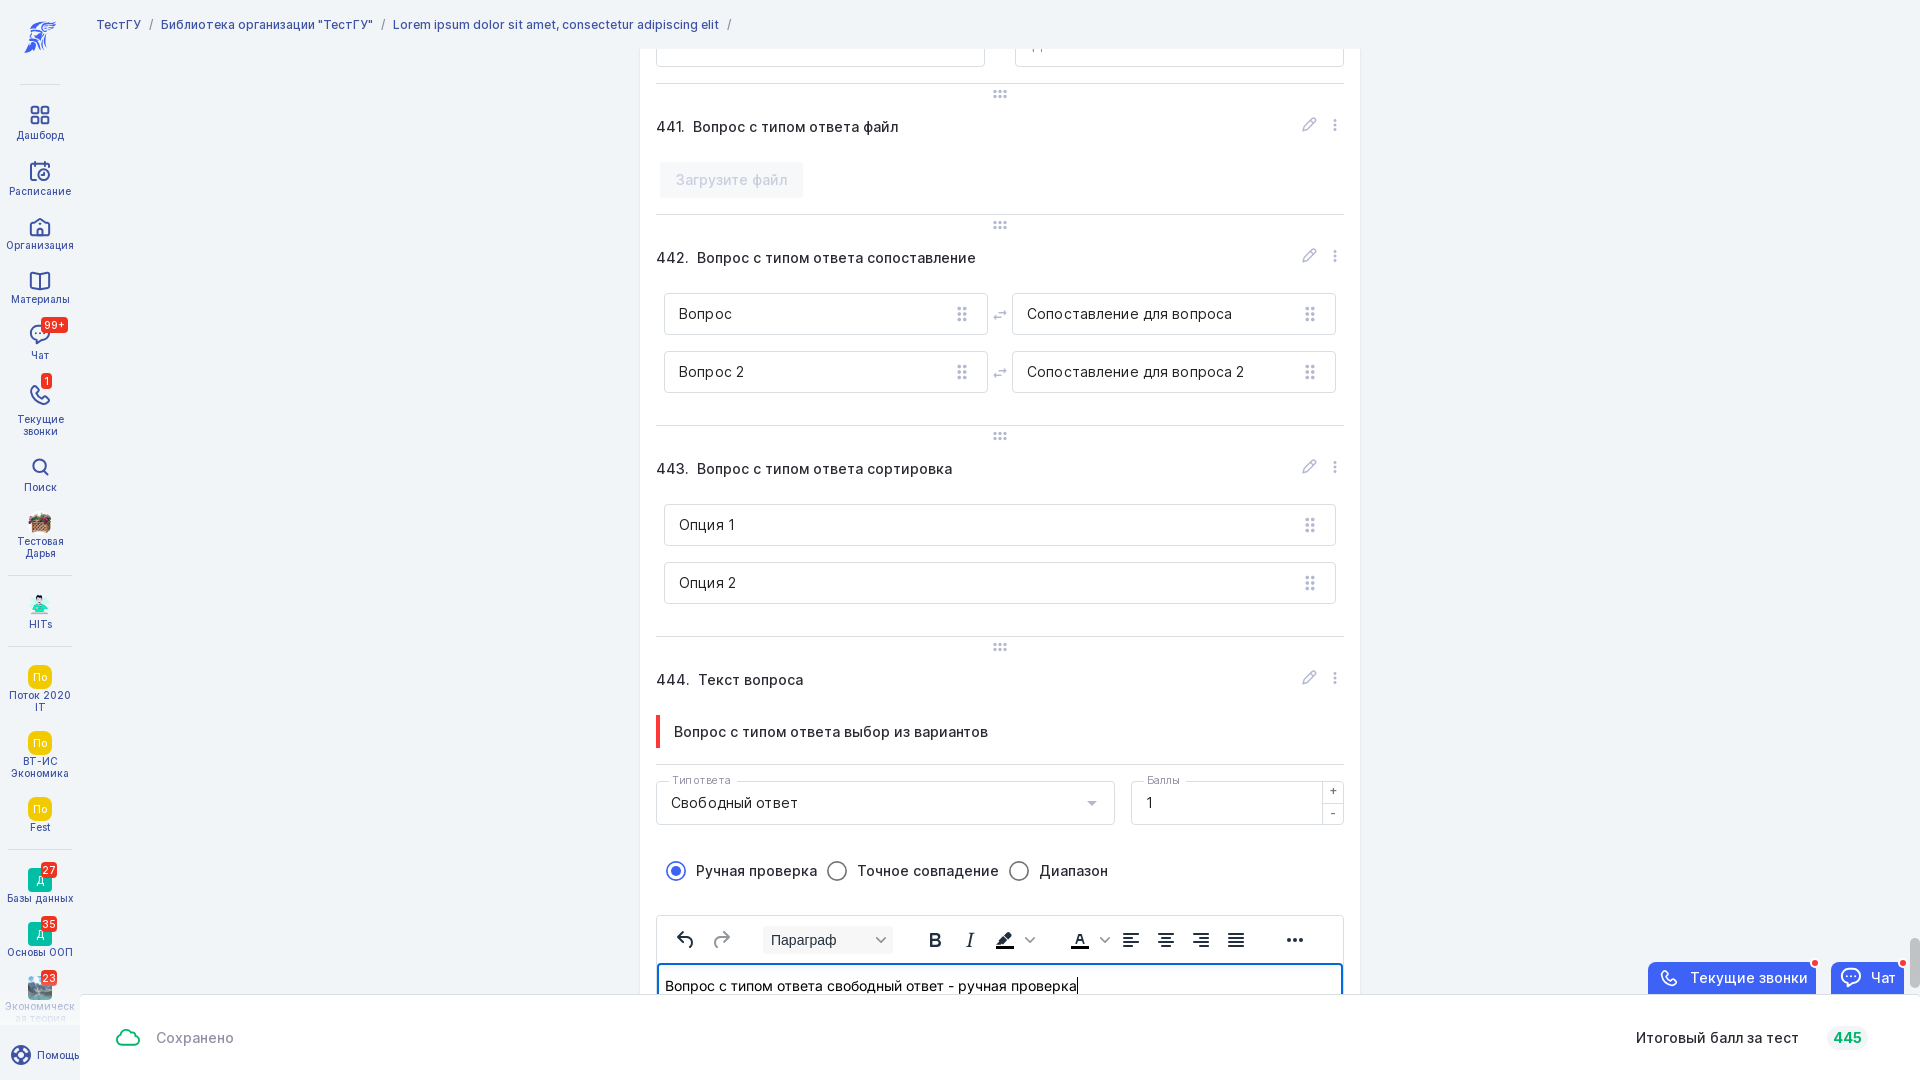 ТестГУ / Библиотека организации "ТестГУ" / Lorem ipsum dolor sit amet, consectetur adipiscing elit /
Дашборд
Расписание
Организация
Материалы
99+
Чат
1
Текущие
звонки
Поиск
Тестовая
Дарья
HITs
По
Поток 2020
IT
По
ВТ-ИС
Экономика
По
Fest
27
Д
Базы данных
35
Д
Основы ООП
23
Экономическ
ая теория
Помощь
441. Вопрос с типом ответа файл
Загрузите файл
442. Вопрос с типом ответа сопоставление
Вопрос
Сопоставление для вопроса
Вопрос 2
Сопоставление для вопроса 2
443. Вопрос с типом ответа сортировка
Опция 1
Опция 2
444. Текст вопроса
Вопрос с типом ответа выбор из вариантов
Тип ответа
Свободный ответ
Баллы
1
+
-
Ручная проверка
Точное совпадение
Диапазон
Параграф
B I A
Вопрос с типом ответа свободный ответ - ручная проверка
Текущие звонки
Чат
Сохранено
Итоговый балл за тест 445